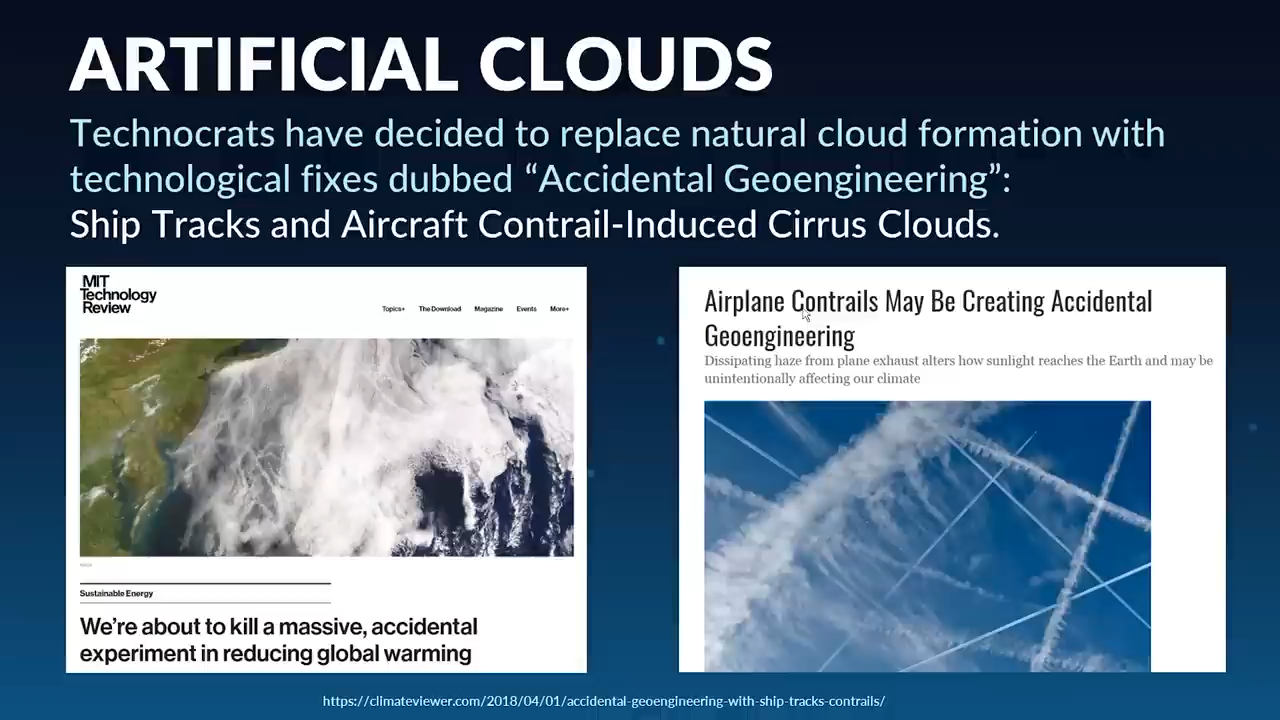 ARTIFICIAL CLOUDS
Technocrats have decided to replace natural cloud formation with
technological fixes dubbed “Accidental Geoengineering”:
Ship Tracks and Aircraft Contrail-Induced Cirrus Clouds.
MIT
Technology
Review
Topics+ The Download Magazine Events More+
Sustainable Energy
We’re about to kill a massive, accidental
experiment in reducing global warming
Airplane Contrails May Be Creating Accidental
Geoengineering
Dissipating haze from plane exhaust alters how sunlight reaches the Earth and may be
unintentionally affecting our climate
https://climateviewer.com/2018/04/01/accidental-geoengineering-with-ship-tracks-contrails/